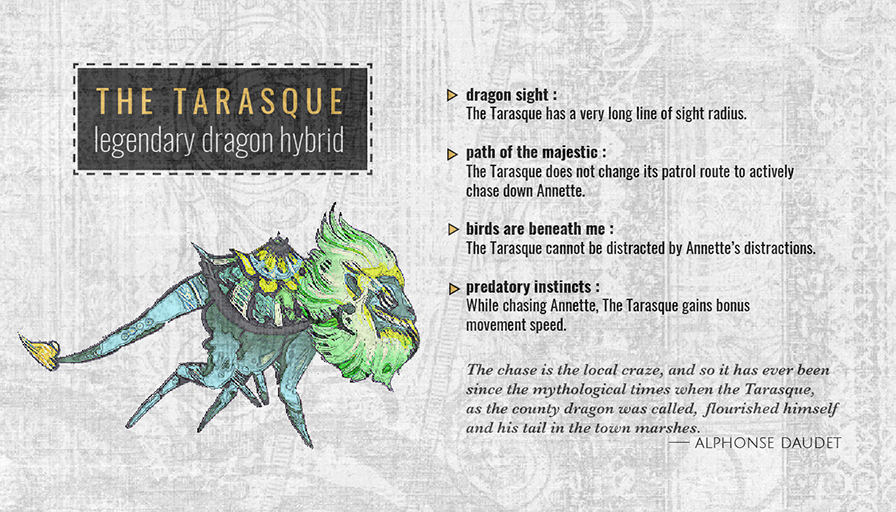 THE TARASQUE
legendary dragon hybrid
dragon sight :
The Tarasque has a very long line of sight radius.
path of the majestic :
The Tarasque does not change its patrol route to actively
chase down Annette.
birds are beneath me :
The Tarasque cannot be distracted by Annette's distractions.
predatory instincts :
While chasing Annette, The Tarasque gains bonus
movement speed.
The chase is the local craze, and so it has ever been
since the mythological times when the Tarasque,
as the county dragon was called, flourished himself
and his tail in the town marshes.
— ALPHONSE DAUDET